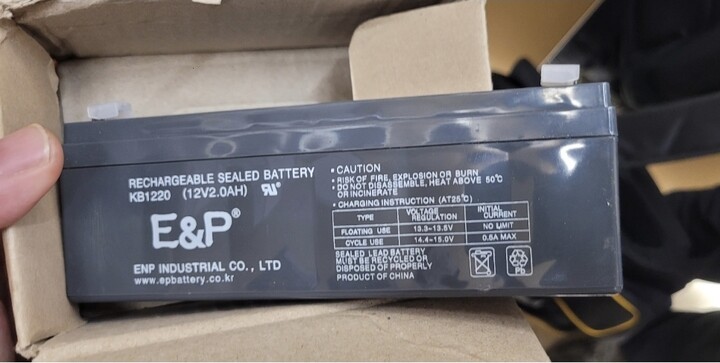 RECHARGEABLE SEALED BATTERY
KB1220 (12V2.0AH)
E&P®
ENP INDUSTRIAL CO., LTD
www.epbattery.co.kr
• CAUTION
• RISK OF FIRE, EXPLOSION OR BURN
• DO NOT DISASSEMBLE, HEAT ABOVE 50°C
OR INCINERATE
• CHARGING INSTRUCTION (AT25°C)
TYPE VOLTAGE REGULATION INITIAL CURRENT
FLOATING USE 13.3~13.5V NO LIMIT
CYCLE USE 14.4~15.0V 0.5A MAX
SEALED LEAD BATTERY
MUST BE RECYCLED OR
DISPOSED OF PROPERLY
PRODUCT OF CHINA
Pb